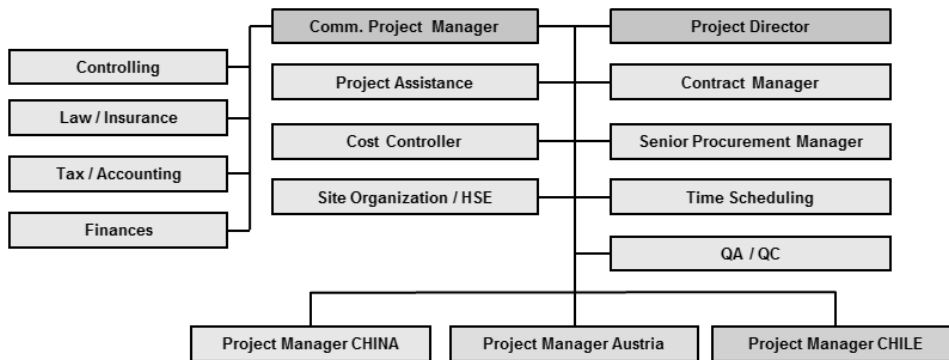 Comm. Project Manager
Project Director
Controlling
Project Assistance
Contract Manager
Law / Insurance
Cost Controller
Senior Procurement Manager
Tax / Accounting
Site Organization / HSE
Time Scheduling
Finances
QA / QC
Project Manager CHINA
Project Manager Austria
Project Manager CHILE